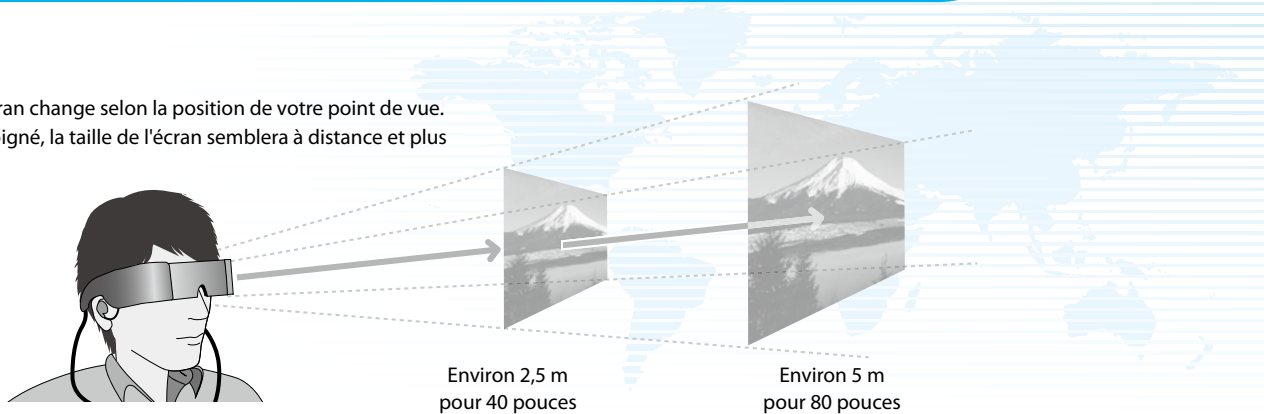 ran change selon la position de votre point de vue.
igné, la taille de l'écran semblera à distance et plus
Environ 2,5 m
pour 40 pouces
Environ 5 m
pour 80 pouces